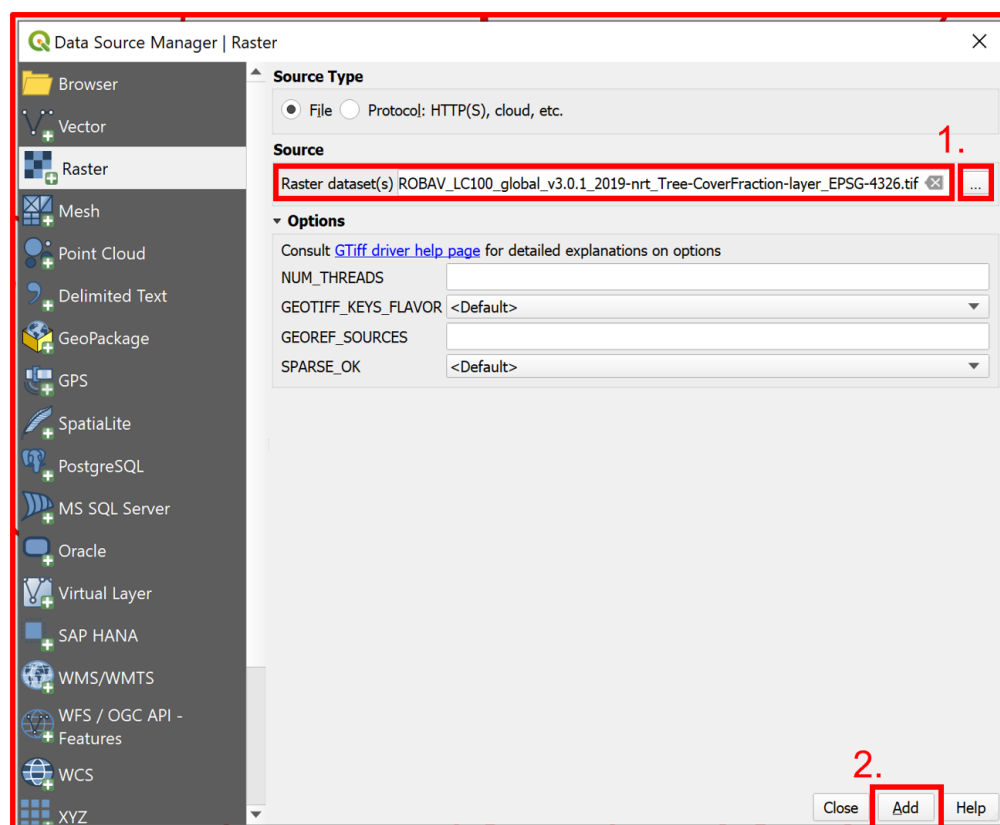 Data Source Manager | Raster
Browser
Vector
Raster
Mesh
Point Cloud
Delimited Text
GeoPackage
GPS
SpatiaLite
PostgreSQL
MS SQL Server
Oracle
Virtual Layer
SAP HANA
WMS/WMTS
WFS / OGC API -
Features
WCS
XYZ
Source Type
File Protocol: HTTP(S), cloud, etc.
Source
1.
Raster dataset(s) ROBAV_LC100_global_v3.0.1_2019-nrt_Tree-CoverFraction-layer_EPSG-4326.tif ...
Options
Consult GTiff driver help page for detailed explanations on options
NUM_THREADS
GEOTIFF_KEYS_FLAVOR <Default>
GEOREF_SOURCES
SPARSE_OK <Default>
2.
Close Add Help